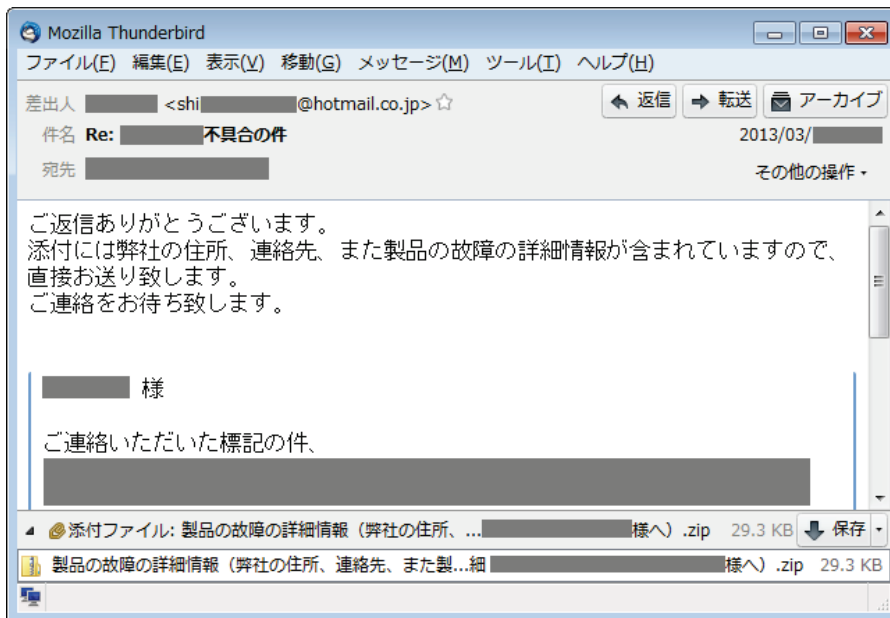 Mozilla Thunderbird
ファイル(F) 編集(E) 表示(V) 移動(G) メッセージ(M) ツール(T) ヘルプ(H)
差出人 <shi @hotmail.co.jp> 返信 転送 アーカイブ
件名 Re: 不具合の件 2013/03/
宛先 その他の操作
ご返信ありがとうございます。
添付には弊社の住所、連絡先、また製品の故障の詳細情報が含まれていますので、
直接お送り致します。
ご連絡をお待ち致します。
様
ご連絡いただいた標記の件、
添付ファイル: 製品の故障の詳細情報（弊社の住所、... 様へ）.zip 29.3 KB 保存
製品の故障の詳細情報（弊社の住所、連絡先、また製...細 様へ）.zip 29.3 KB